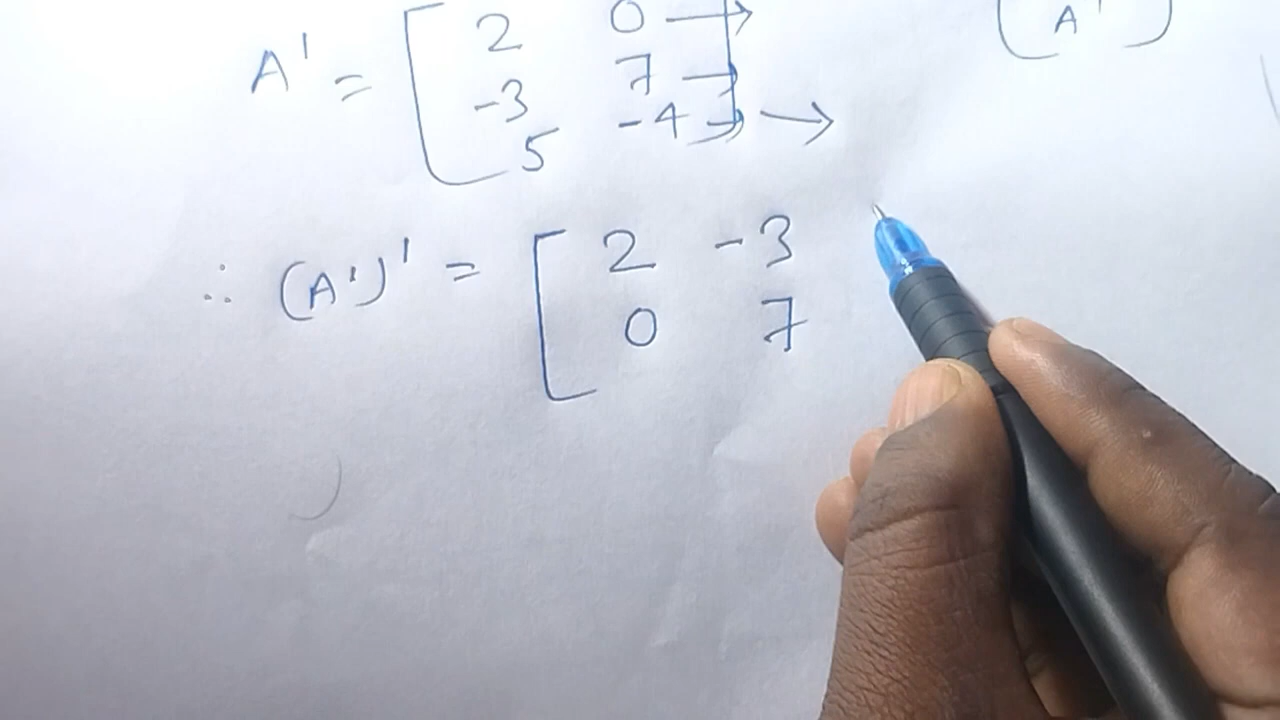 A' = [ 2 0 → ]
-3 7 →
5 -4 → →
(A')
∴ (A')' = [ 2 -3
0 7